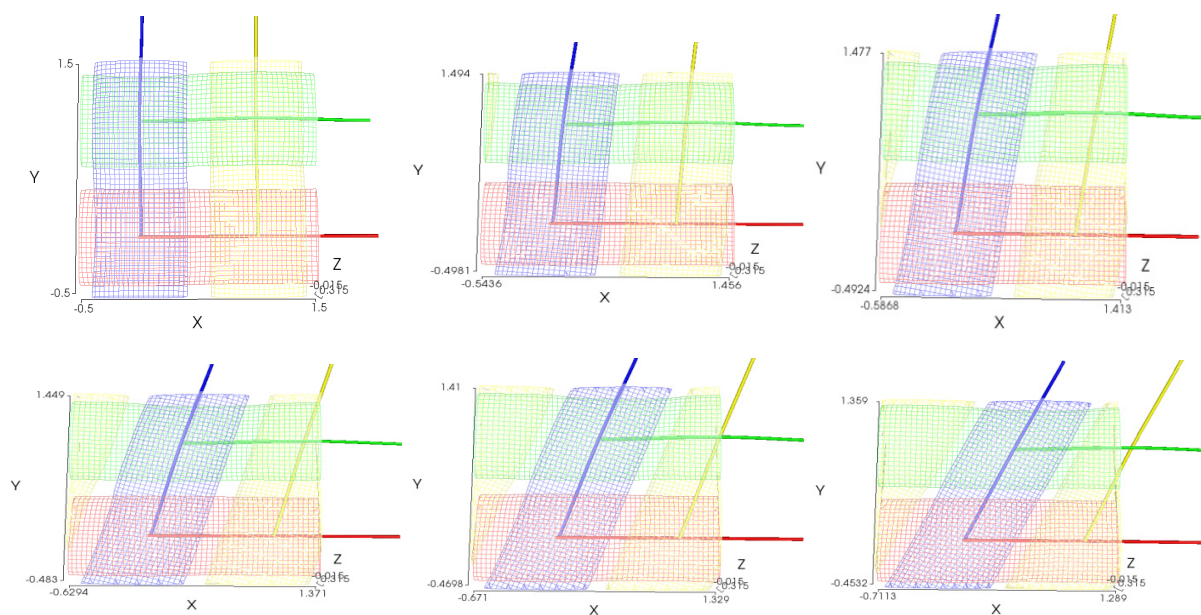 1.5
Y
-0.5
-0.5
X
1.5
Z
-0.015
0.315
1.494
Y
-0.4981
-0.5436
X
1.456
Z
-0.015
0.315
1.477
Y
-0.4924
-0.5868
X
1.413
Z
-0.015
0.315
1.449
Y
-0.483
-0.6294
X
1.371
Z
-0.015
0.315
1.41
Y
-0.4698
-0.671
X
1.329
Z
-0.015
0.315
1.359
Y
-0.4532
-0.7113
X
1.289
Z
-0.015
0.315